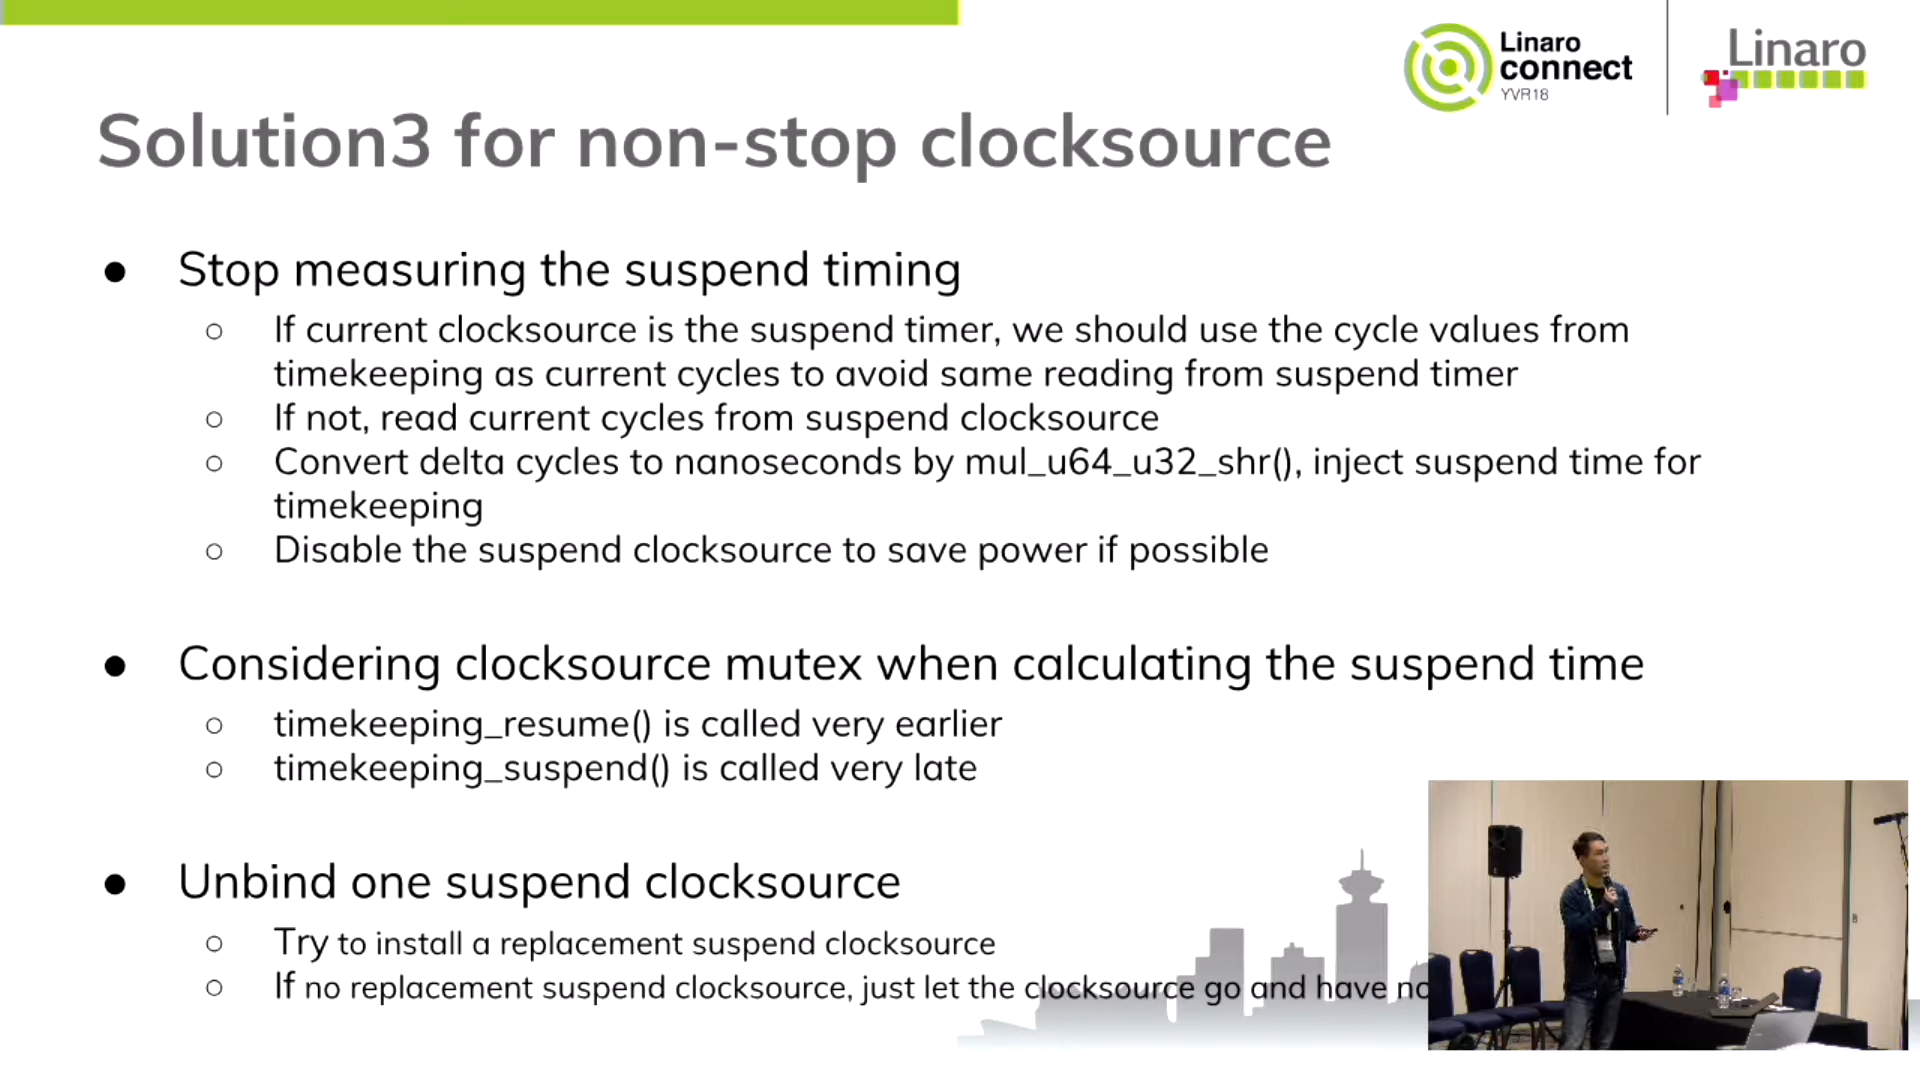 Linaro
connect
YVR18
Linaro
Solution3 for non-stop clocksource
● Stop measuring the suspend timing
○ If current clocksource is the suspend timer, we should use the cycle values from
timekeeping as current cycles to avoid same reading from suspend timer
○ If not, read current cycles from suspend clocksource
○ Convert delta cycles to nanoseconds by mul_u64_u32_shr(), inject suspend time for
timekeeping
○ Disable the suspend clocksource to save power if possible
● Considering clocksource mutex when calculating the suspend time
○ timekeeping_resume() is called very earlier
○ timekeeping_suspend() is called very late
● Unbind one suspend clocksource
○ Try to install a replacement suspend clocksource
○ If no replacement suspend clocksource, just let the clocksource go and have